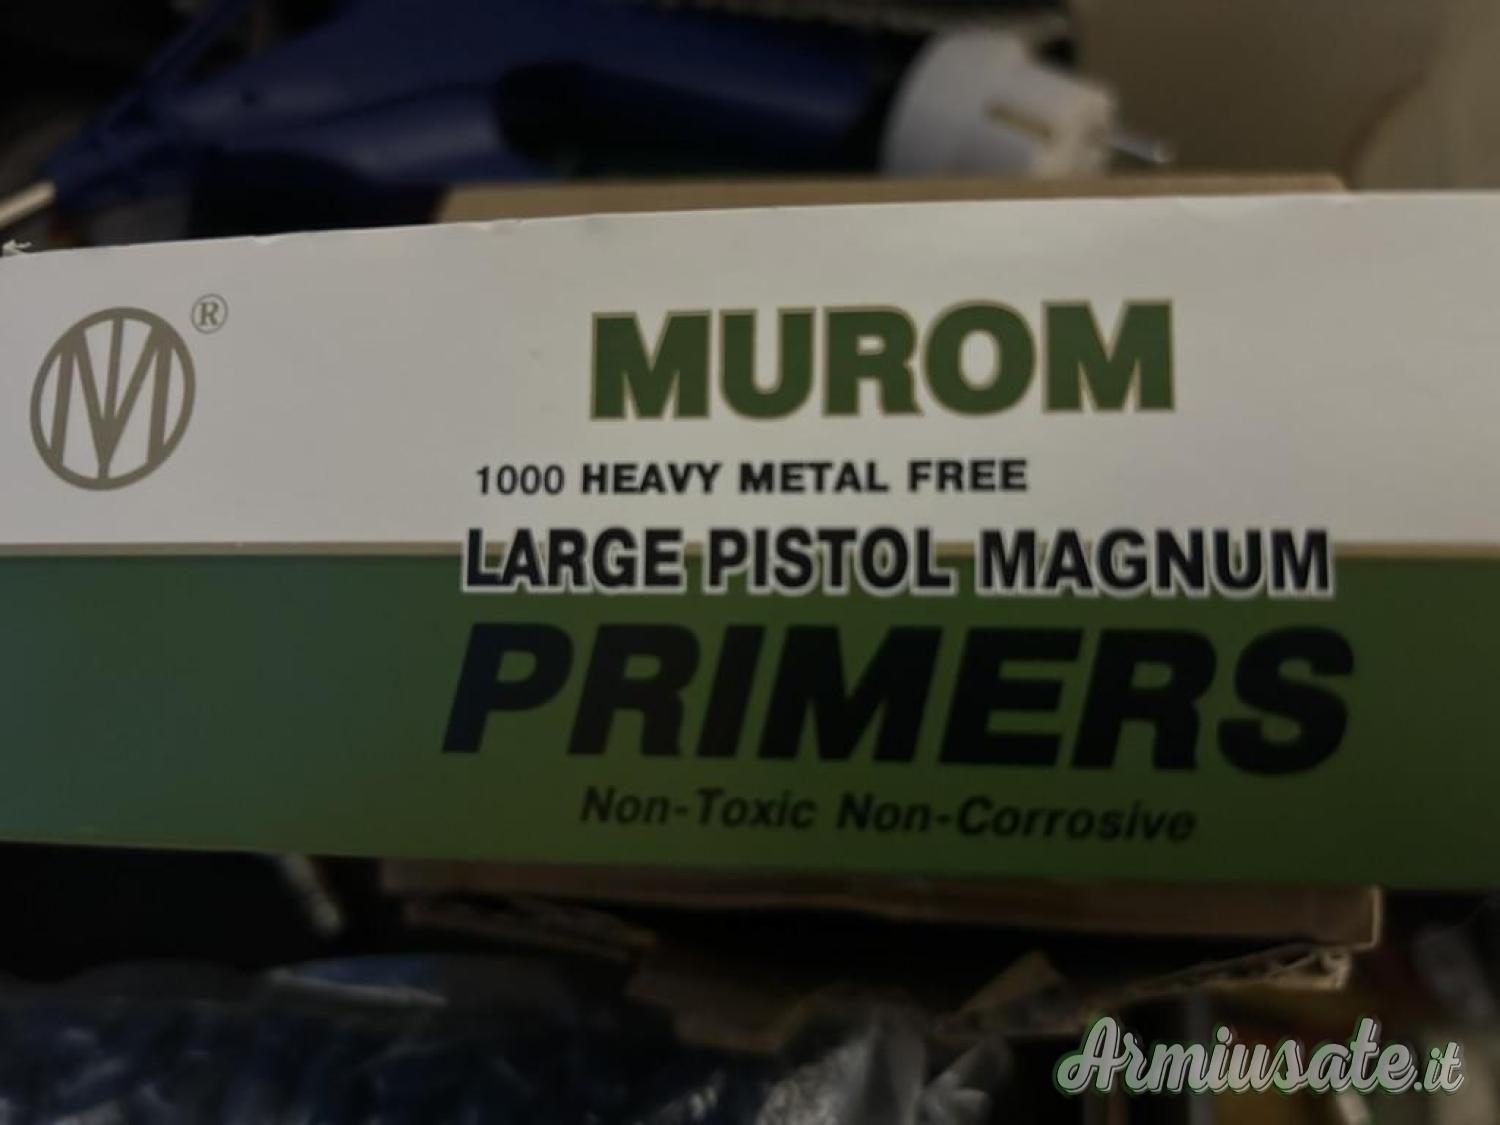 ®
MUROM
1000 HEAVY METAL FREE
LARGE PISTOL MAGNUM
PRIMERS
Non-Toxic Non-Corrosive
Armiusate.it